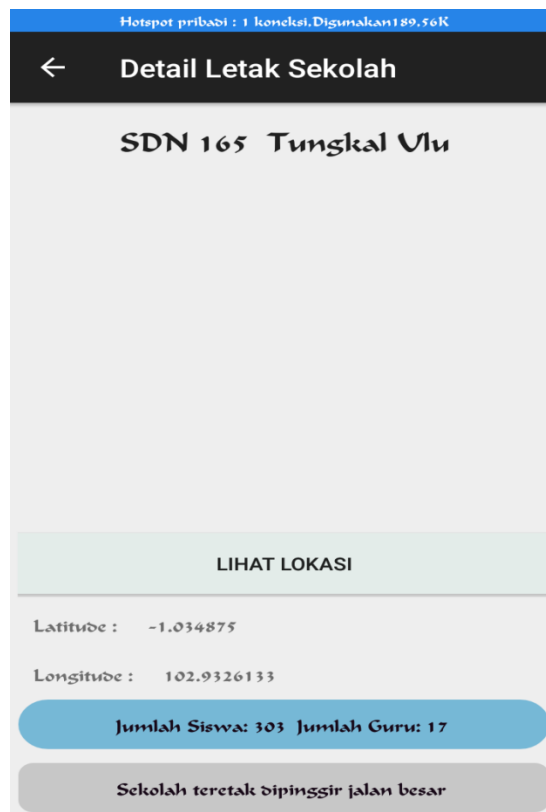 Hotspot pribadi : 1 koneksi,Digunakan189.56K
Detail Letak Sekolah
SDN 165 Tungkal Ulu
LIHAT LOKASI
Latitude : -1.034875
Longitude : 102.9326133
Jumlah Siswa: 303 Jumlah Guru: 17
Sekolah teretak dipinggir jalan besar